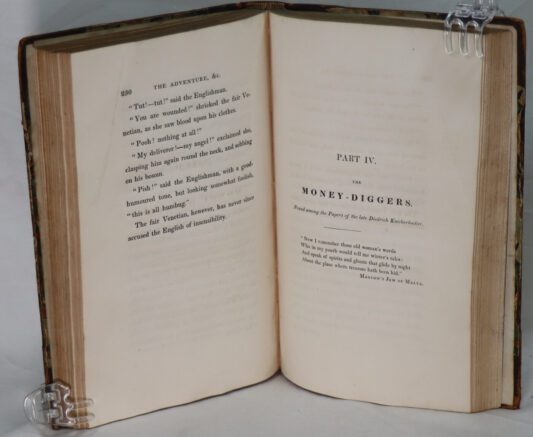 230 THE ADVENTURE, &c.
"Tut!—tut!" said the Englishman.
"You are wounded!" shrieked the fair Ve-
netian, as she saw blood upon his clothes.
"Pooh! nothing at all!"
"My deliverer!—my angel!" exclaimed she,
clasping him again round the neck, and sobbing
on his bosom.
"Pish!" said the Englishman, with a good-
humoured tone, but looking somewhat foolish,
"this is all humbug."
The fair Venetian, however, has never since
accused the English of insensibility.
PART IV.
THE
MONEY-DIGGERS.
Found among the Papers of the late Diedrich Knickerbocker.
"Now I remember those old woman's words
Who in my youth would tell me winter's tales:
And speak of spirits and ghosts that glide by night
About the place where treasure hath been hid."
MARLOW'S JEW OF MALTA.